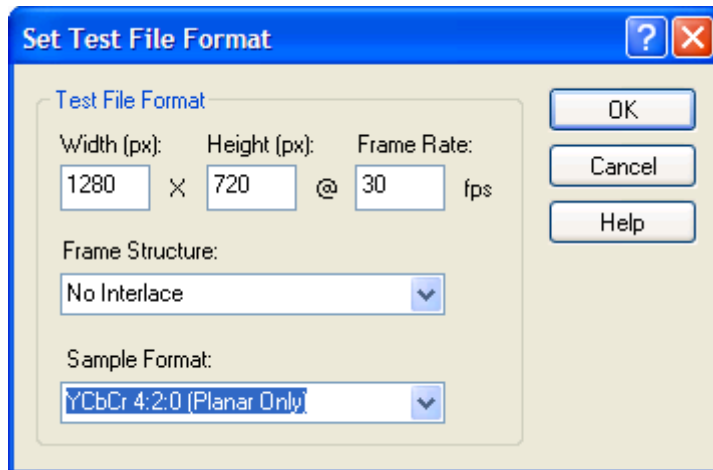 Set Test File Format
?
Test File Format
OK
Width (px): Height (px): Frame Rate:
1280 X 720 @ 30 fps
Cancel
Help
Frame Structure:
No Interlace
Sample Format:
YCbCr 4:2:0 (Planar Only)